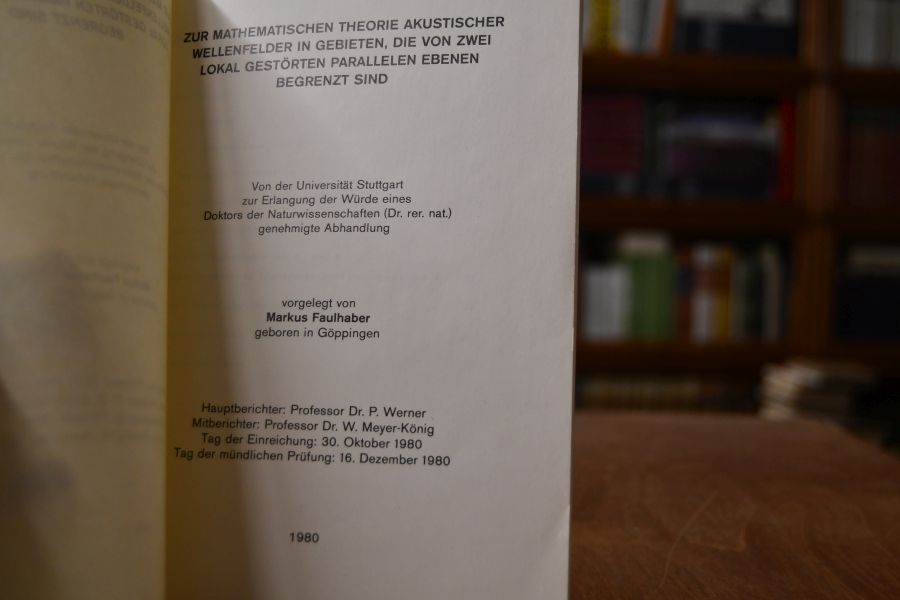 ZUR MATHEMATISCHEN THEORIE AKUSTISCHER
WELLENFELDER IN GEBIETEN, DIE VON ZWEI
LOKAL GESTÖRTEN PARALLELEN EBENEN
BEGRENZT SIND
Von der Universität Stuttgart
zur Erlangung der Würde eines
Doktors der Naturwissenschaften (Dr. rer. nat.)
genehmigte Abhandlung
vorgelegt von
Markus Faulhaber
geboren in Göppingen
Hauptberichter: Professor Dr. P. Werner
Mitberichter: Professor Dr. W. Meyer-König
Tag der Einreichung: 30. Oktober 1980
Tag der mündlichen Prüfung: 16. Dezember 1980
1980